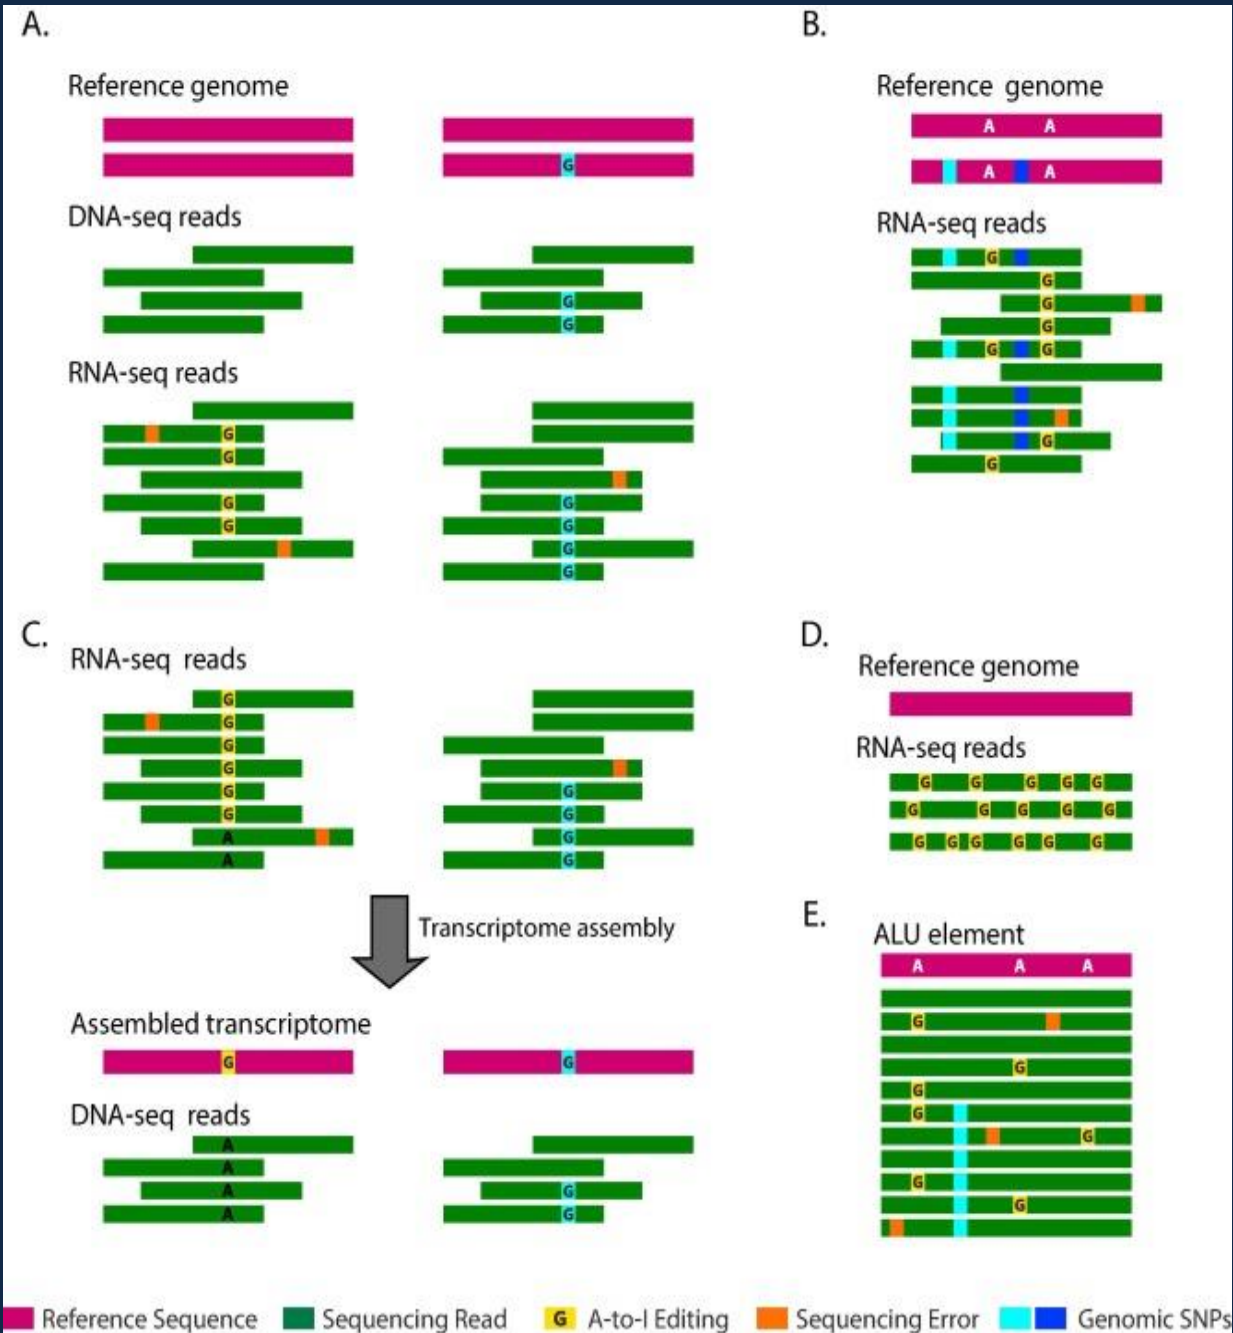 A.
Reference genome
G
DNA-seq reads
G
G
RNA-seq reads
G
G
G
G
G
G
G
G
B.
Reference genome
A A
A A
RNA-seq reads
G
G
G
G
G G
G
G
C.
RNA-seq reads
G
G
G
G
G G
G G
A G
A G
Transcriptome assembly
Assembled transcriptome
G G
DNA-seq reads
A
A
A G
A G
D.
Reference genome
RNA-seq reads
G G G G G
G G G G G
G G G G G G
E.
ALU element
A A A
G
G
G
G
G
G
G
Reference Sequence Sequencing Read G A-to-I Editing Sequencing Error Genomic SNPs